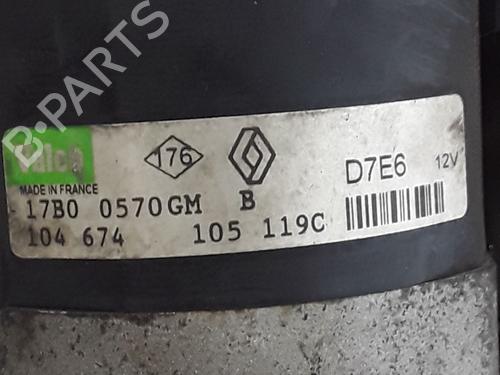 B-PARTS
Valeo
176
D7E6 12V
MADE IN FRANCE
17B0 0570GM B
104 674 105 119C